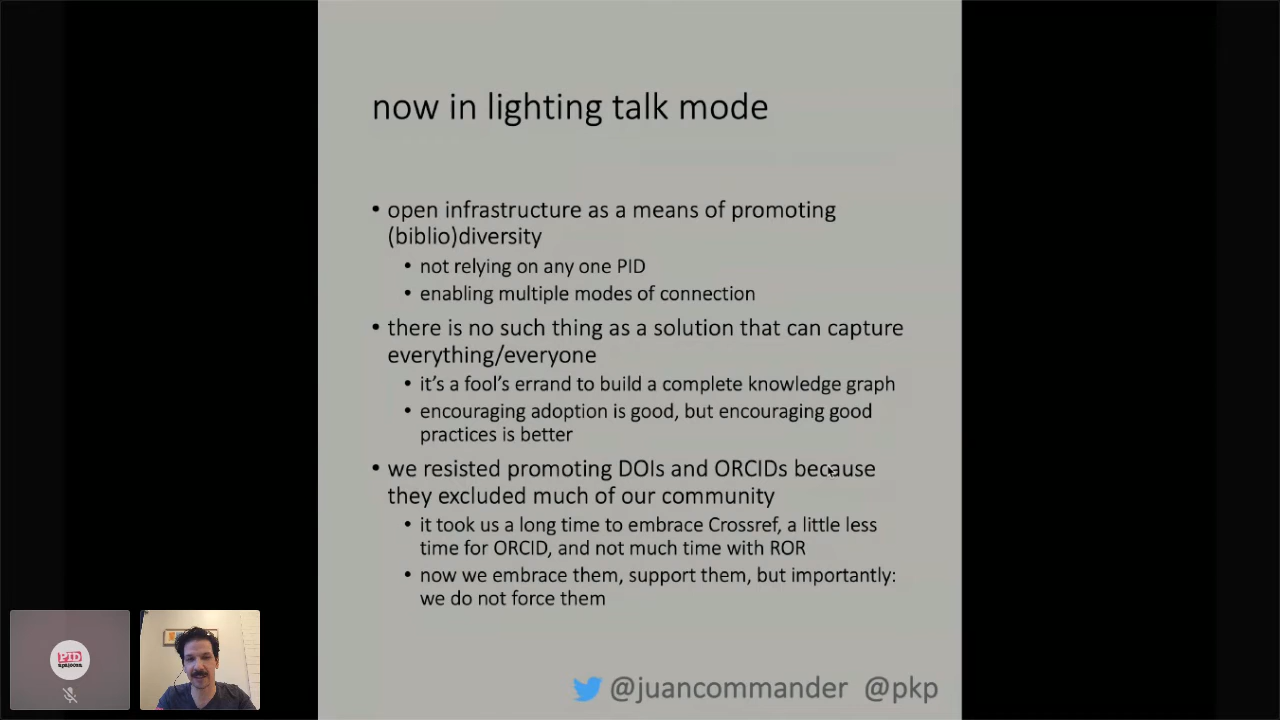 now in lighting talk mode
• open infrastructure as a means of promoting
(biblio)diversity
• not relying on any one PID
• enabling multiple modes of connection
• there is no such thing as a solution that can capture
everything/everyone
• it's a fool's errand to build a complete knowledge graph
• encouraging adoption is good, but encouraging good
practices is better
• we resisted promoting DOIs and ORCIDs because
they excluded much of our community
• it took us a long time to embrace Crossref, a little less
time for ORCID, and not much time with ROR
• now we embrace them, support them, but importantly:
we do not force them
@juancommander @pkp
PID
apalooza